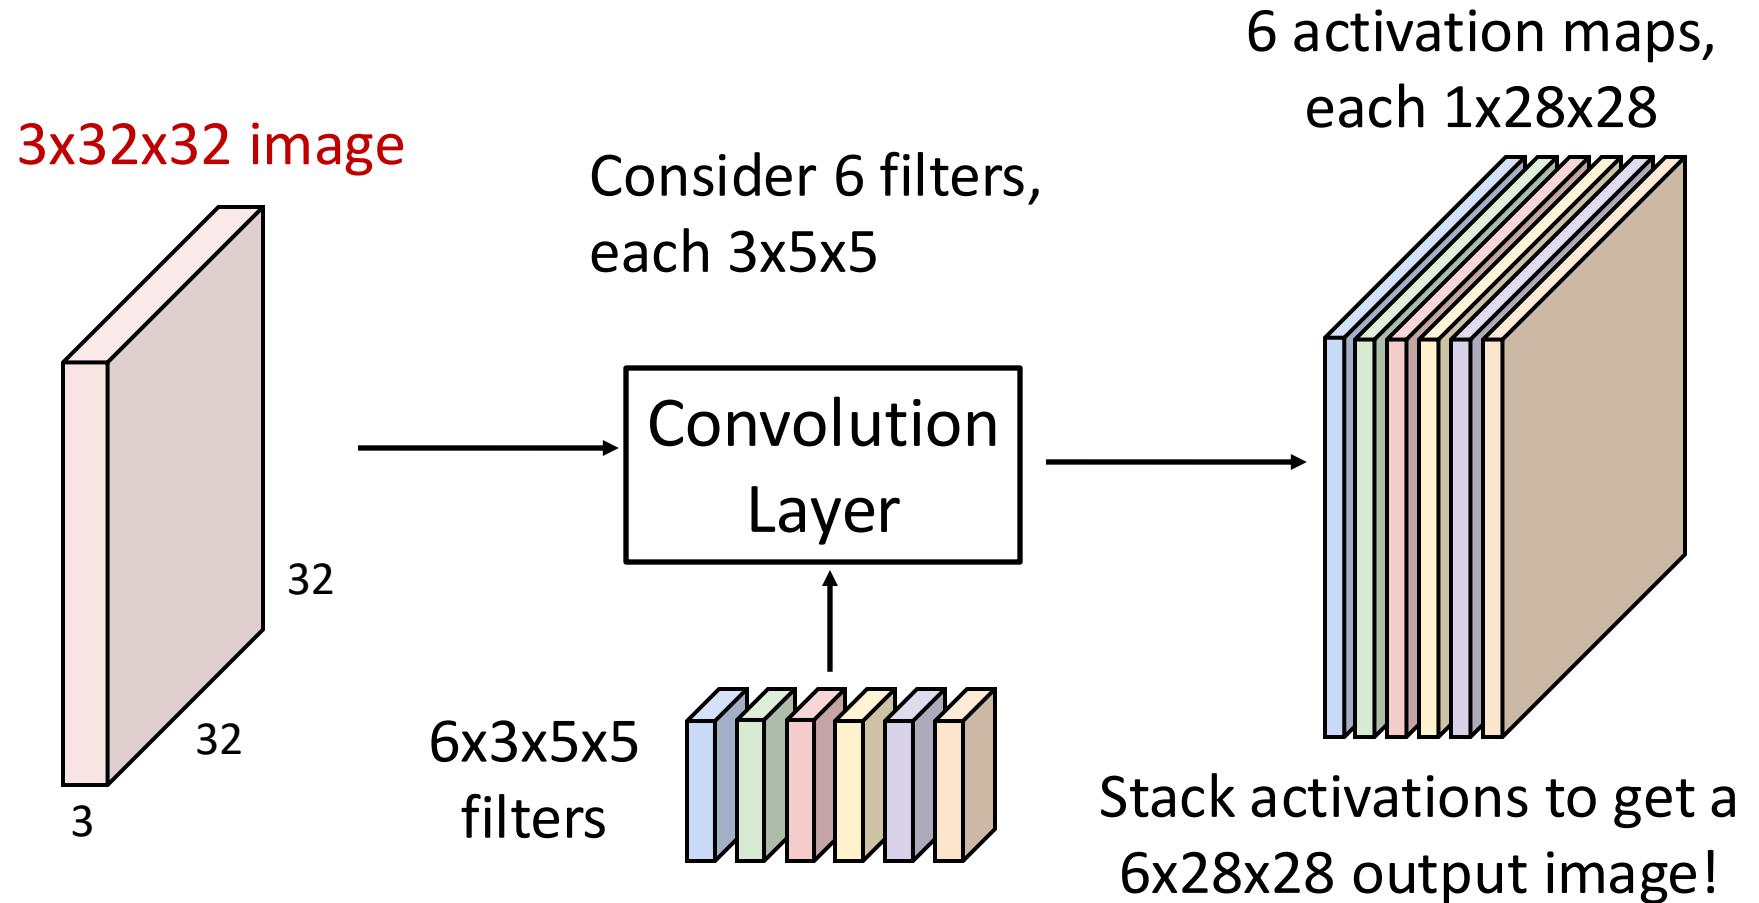 3x32x32 image
32
32
3
Consider 6 filters,
each 3x5x5
Convolution
Layer
6x3x5x5
filters
6 activation maps,
each 1x28x28
Stack activations to get a
6x28x28 output image!